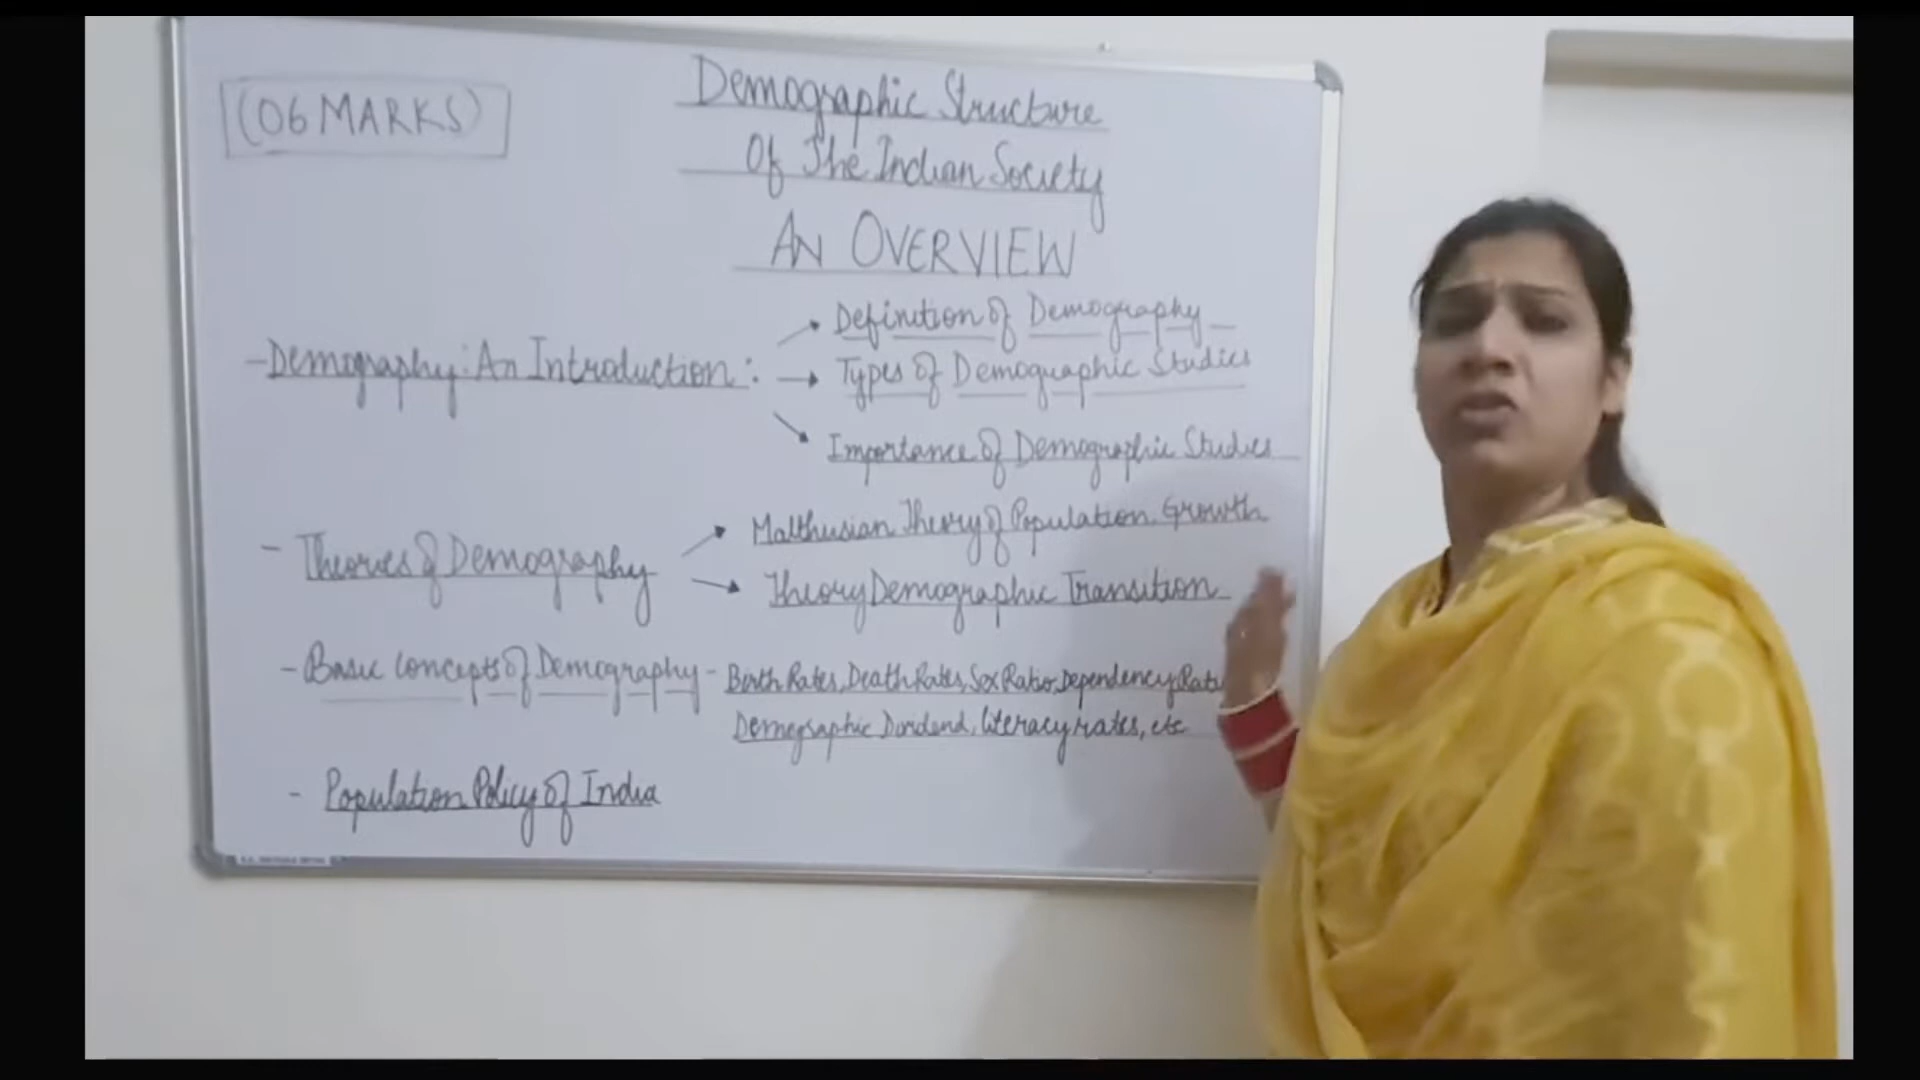 (06 MARKS)
Demographic Structure
Of The Indian Society
AN OVERVIEW
- Demography: An Introduction:
Definition of Demography
Types of Demographic Studies
Importance of Demographic Studies
- Theories of Demography
Malthusian Theory of Population Growth
Theory Demographic Transition
- Basic Concepts of Demography - Birth Rates, Death Rates, Sex Ratio, Dependency Ratio
Demographic Dividend, literacy rates, etc
- Population Policy of India